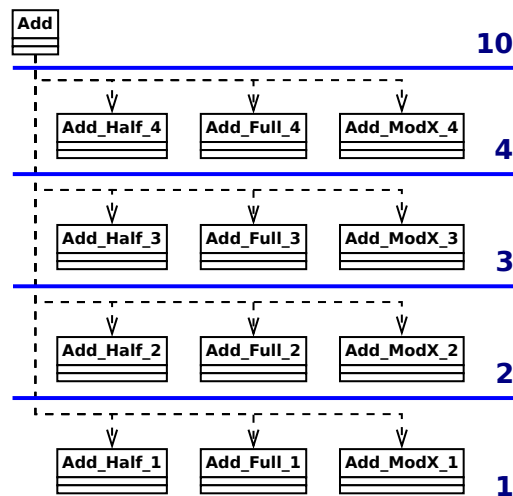 Add
10
Add_Half_4 Add_Full_4 Add_ModX_4
4
Add_Half_3 Add_Full_3 Add_ModX_3
3
Add_Half_2 Add_Full_2 Add_ModX_2
2
Add_Half_1 Add_Full_1 Add_ModX_1
1